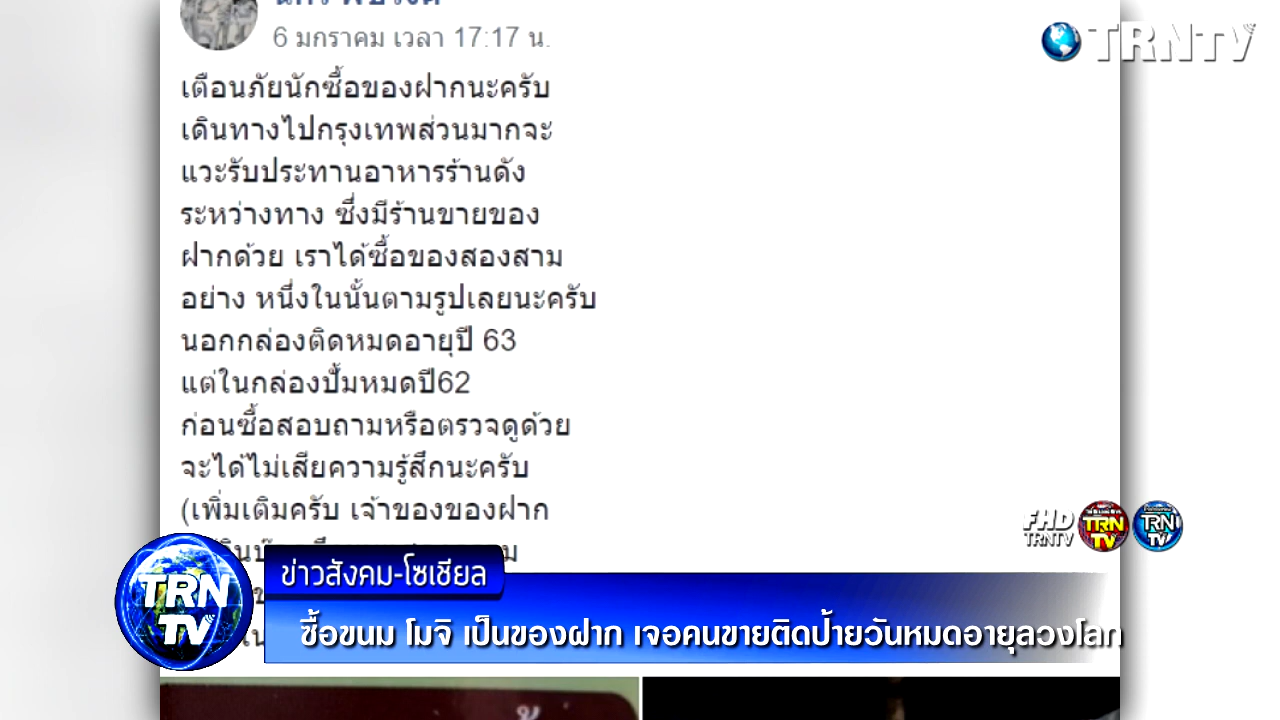 6 มกราคม เวลา 17:17 น.
TRNTV
เตือนภัยนักซื้อของฝากนะครับ
เดินทางไปกรุงเทพส่วนมากจะ
แวะรับประทานอาหารร้านดัง
ระหว่างทาง ซึ่งมีร้านขายของ
ฝากด้วย เราได้ซื้อของสองสาม
อย่าง หนึ่งในนั้นตามรูปเลยนะครับ
นอกกล่องติดหมดอายุปี 63
แต่ในกล่องปั้มหมดปี62
ก่อนซื้อสอบถามหรือตรวจดูด้วย
จะได้ไม่เสียความรู้สึกนะครับ
(เพิ่มเติมครับ เจ้าของของฝาก
FHD
TRNTV
TRN
TV
TRN
TV
TRN
TV
ข่าวสังคม-โซเชียล
ซื้อขนม โมจิ เป็นของฝาก เจอคนขายติดป้ายวันหมดอายุลวงโลก